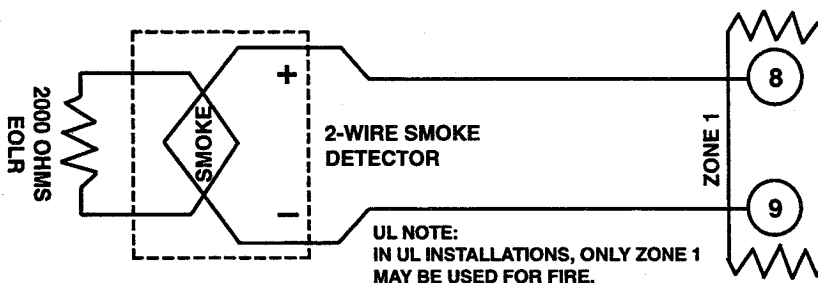 2000 OHMS
EOLR
SMOKE
+
−
2-WIRE SMOKE
DETECTOR
ZONE 1
8
9
UL NOTE:
IN UL INSTALLATIONS, ONLY ZONE 1
MAY BE USED FOR FIRE.